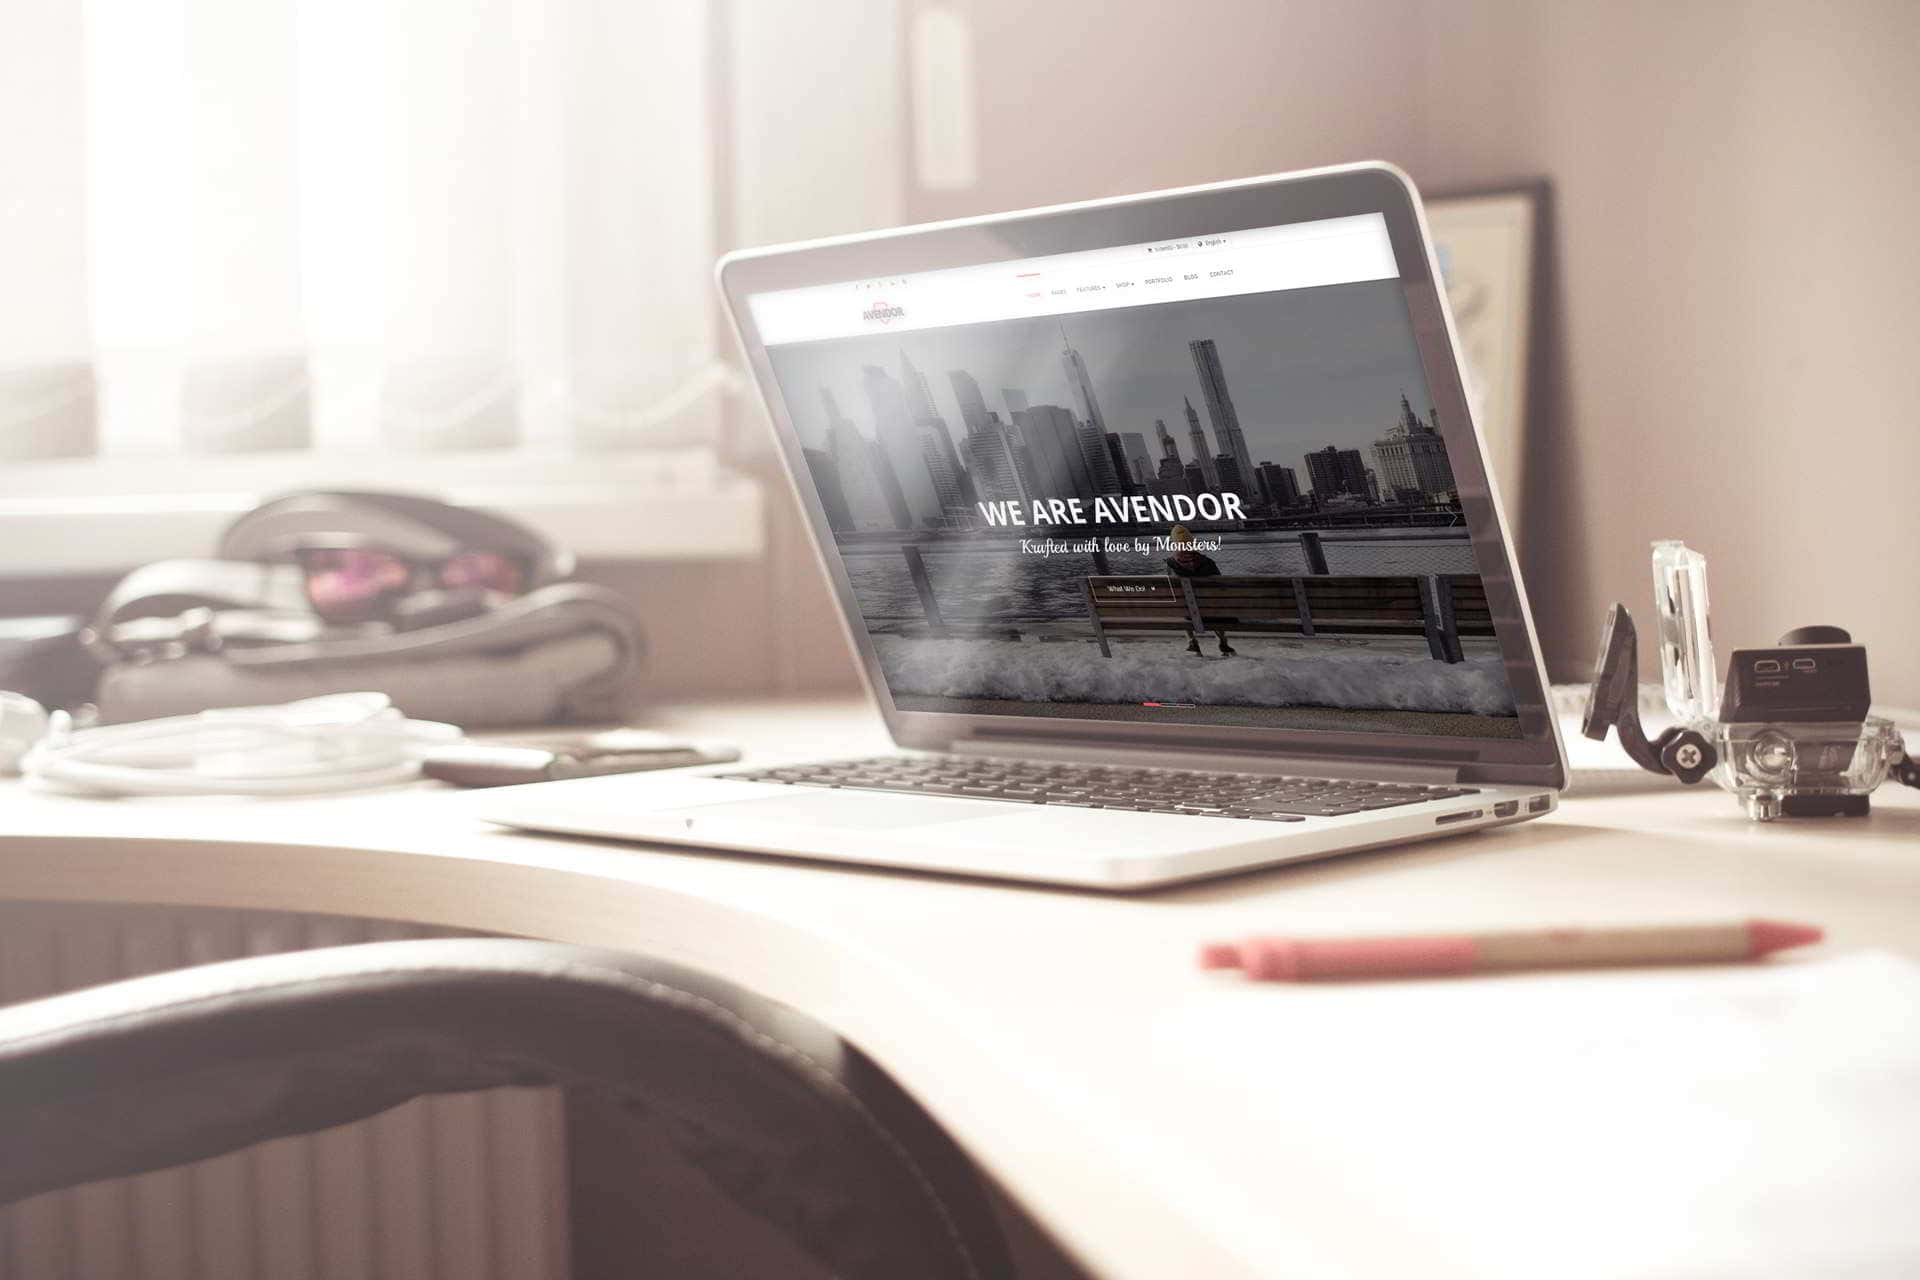 English
AVENDOR
HOME PAGES FEATURES SHOP PORTFOLIO BLOG CONTACT
WE ARE AVENDOR
Krafted with love by Monsters!
What We Do!